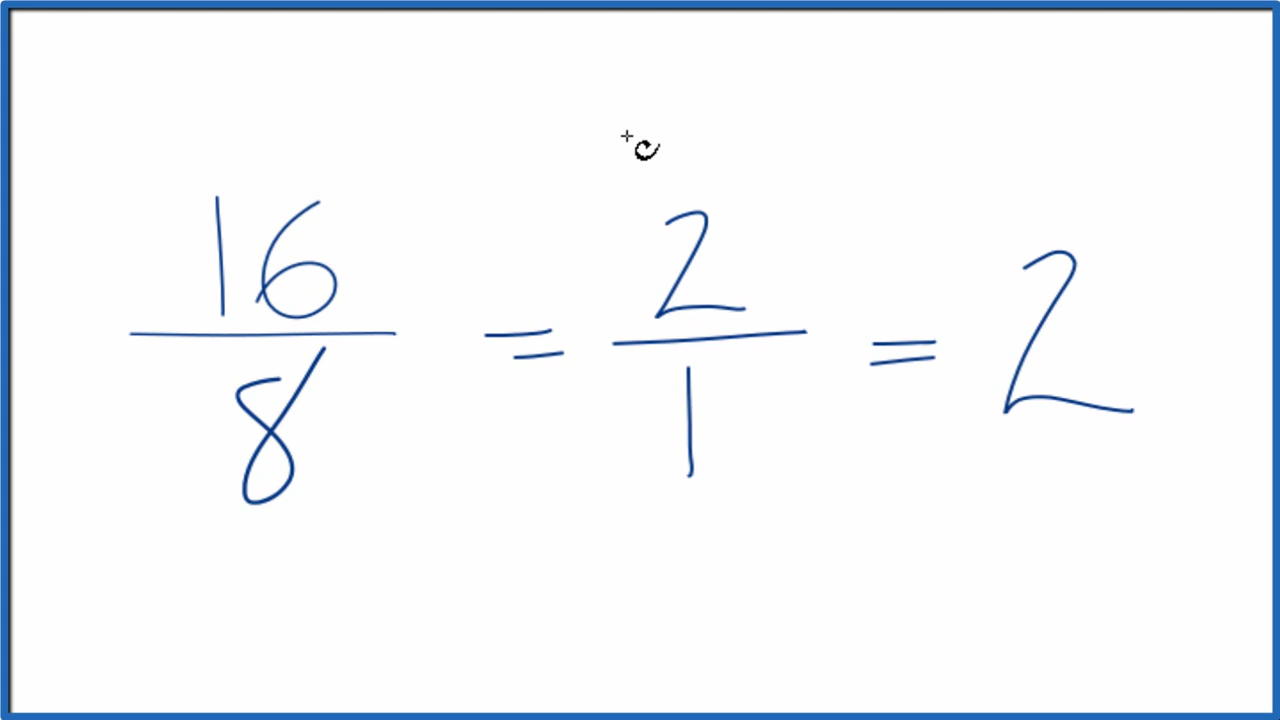 16/8 = 2/1 = 2